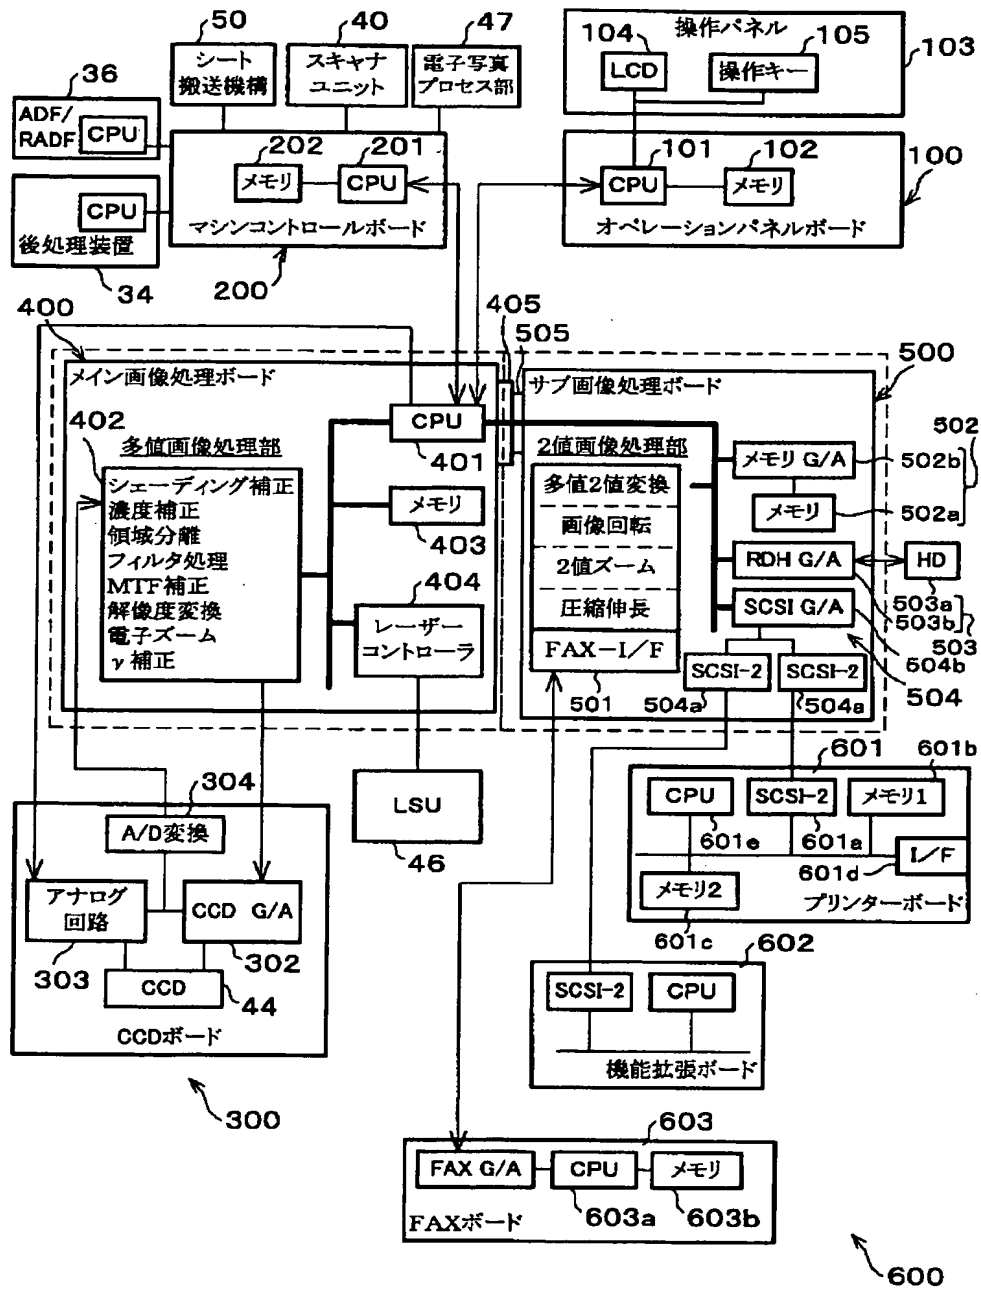 50
40
47
シート
搬送機構
スキャナ
ユニット
電子写真
プロセス部
36
ADF/
RADF
CPU
操作パネル
104
105
103
LCD
操作キー
202
201
メモリ
CPU
マシンコントロールボード
200
CPU
後処理装置
34
101
102
100
CPU
メモリ
オペレーションパネルボード
400
405
505
500
メイン画像処理ボード
サブ画像処理ボード
CPU
401
402
多値画像処理部
シェーディング補正
濃度補正
領域分離
フィルタ処理
MTF補正
解像度変換
電子ズーム
γ補正
メモリ
403
404
レーザー
コントローラ
2値画像処理部
多値2値変換
画像回転
2値ズーム
圧縮伸長
FAX-I/F
501
メモリ G/A
502b
502
メモリ
502a
RDH G/A
HD
503a
503b
503
SCSI G/A
504b
504
SCSI-2
504a
SCSI-2
504a
LSU
46
304
A/D変換
アナログ
回路
303
CCD G/A
302
CCD
44
CCDボード
300
601
601b
CPU
601e
SCSI-2
601a
メモリ1
I/F
601d
メモリ2
601c
プリンターボード
602
SCSI-2
CPU
機能拡張ボード
603
FAX G/A
CPU
603a
メモリ
603b
FAXボード
600